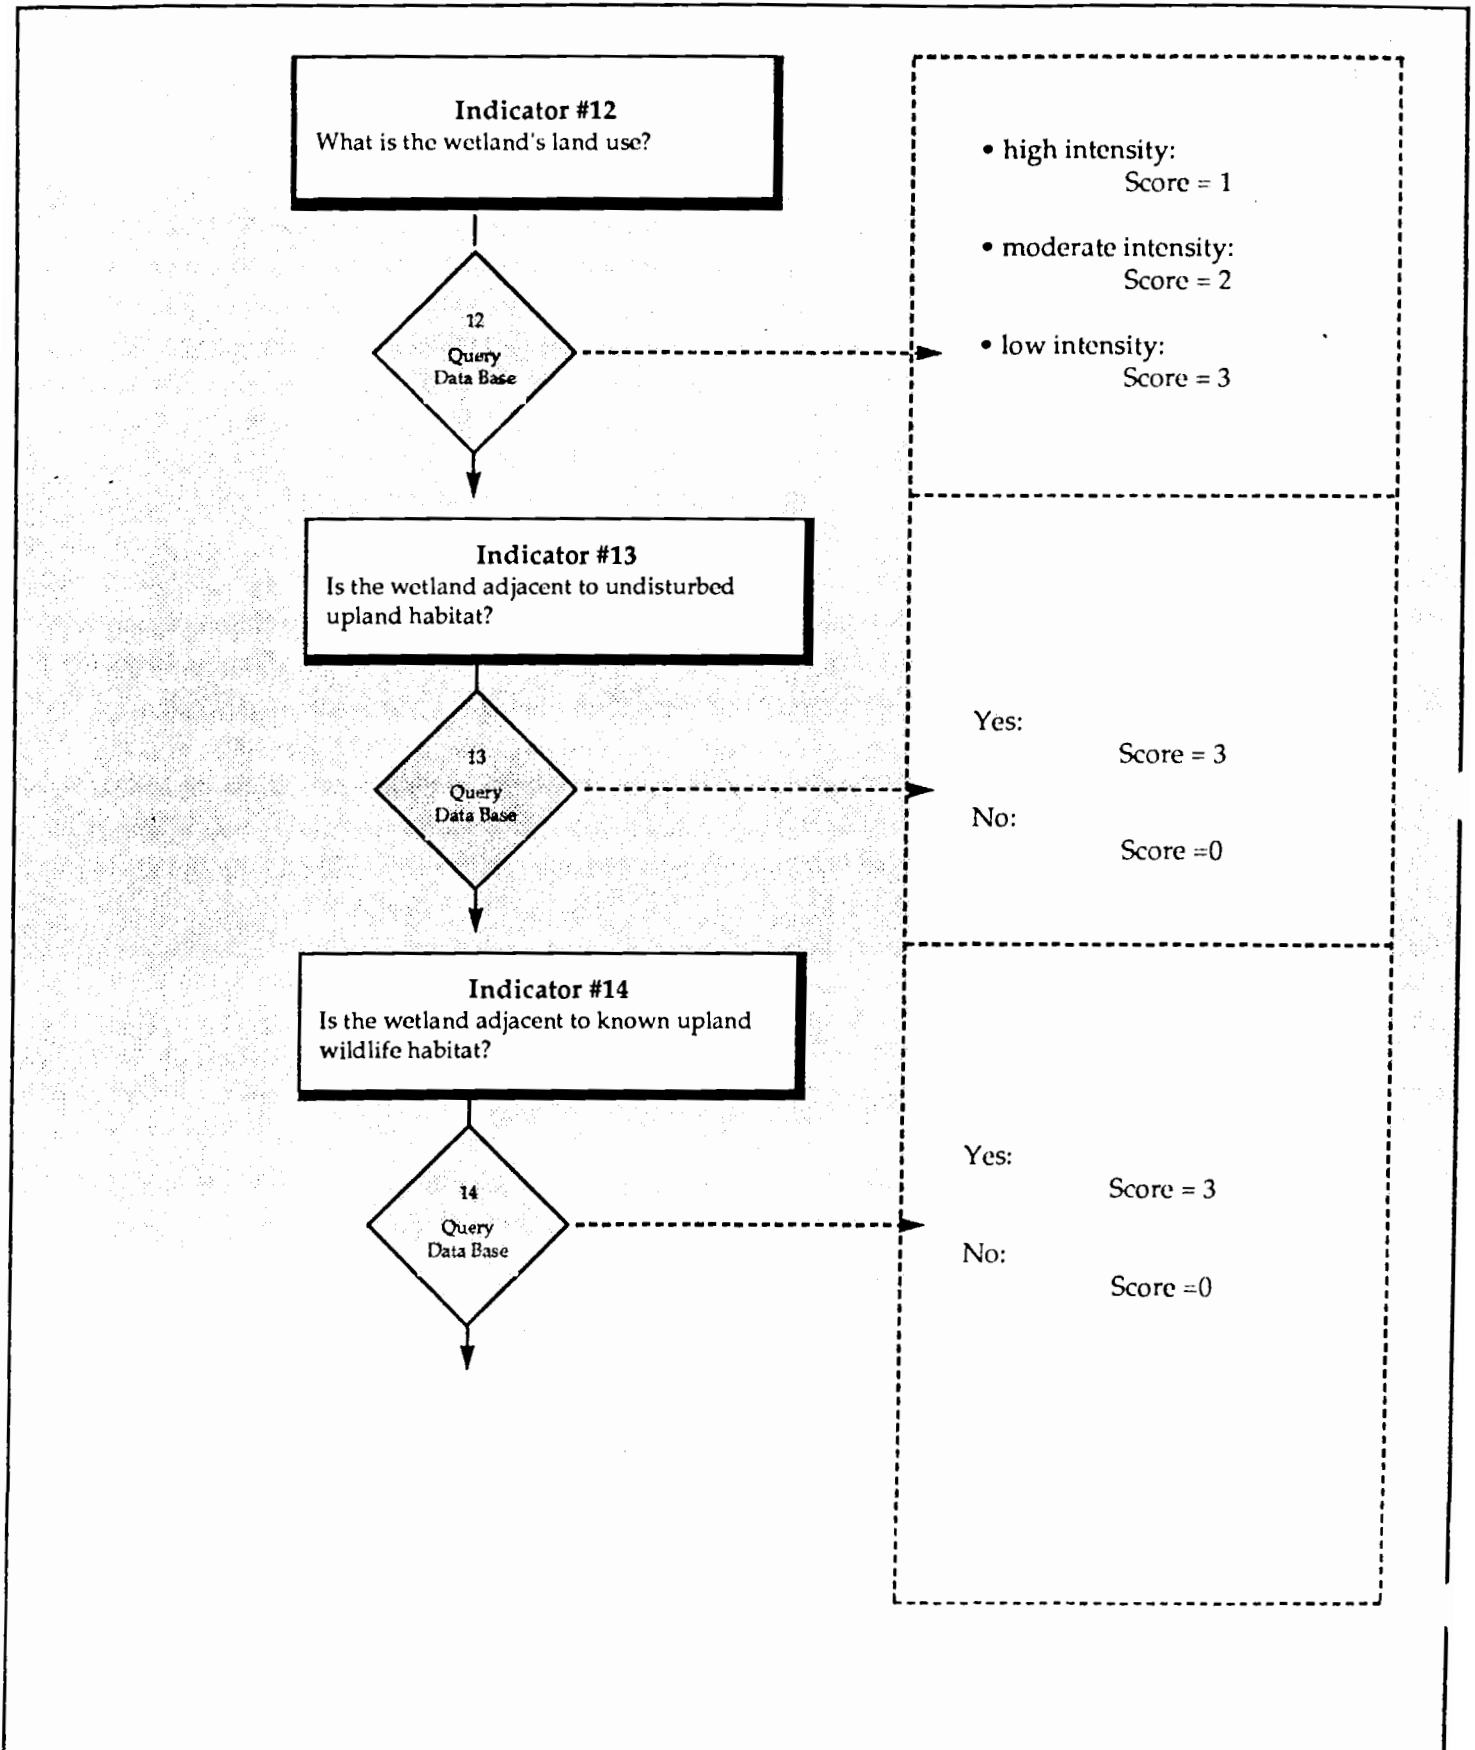 Indicator #12
What is the wetland's land use?
12
Query
Data Base
• high intensity:
Score = 1
• moderate intensity:
Score = 2
• low intensity:
Score = 3
Indicator #13
Is the wetland adjacent to undisturbed
upland habitat?
13
Query
Data Base
Yes:
Score = 3
No:
Score =0
Indicator #14
Is the wetland adjacent to known upland
wildlife habitat?
14
Query
Data Base
Yes:
Score = 3
No:
Score =0